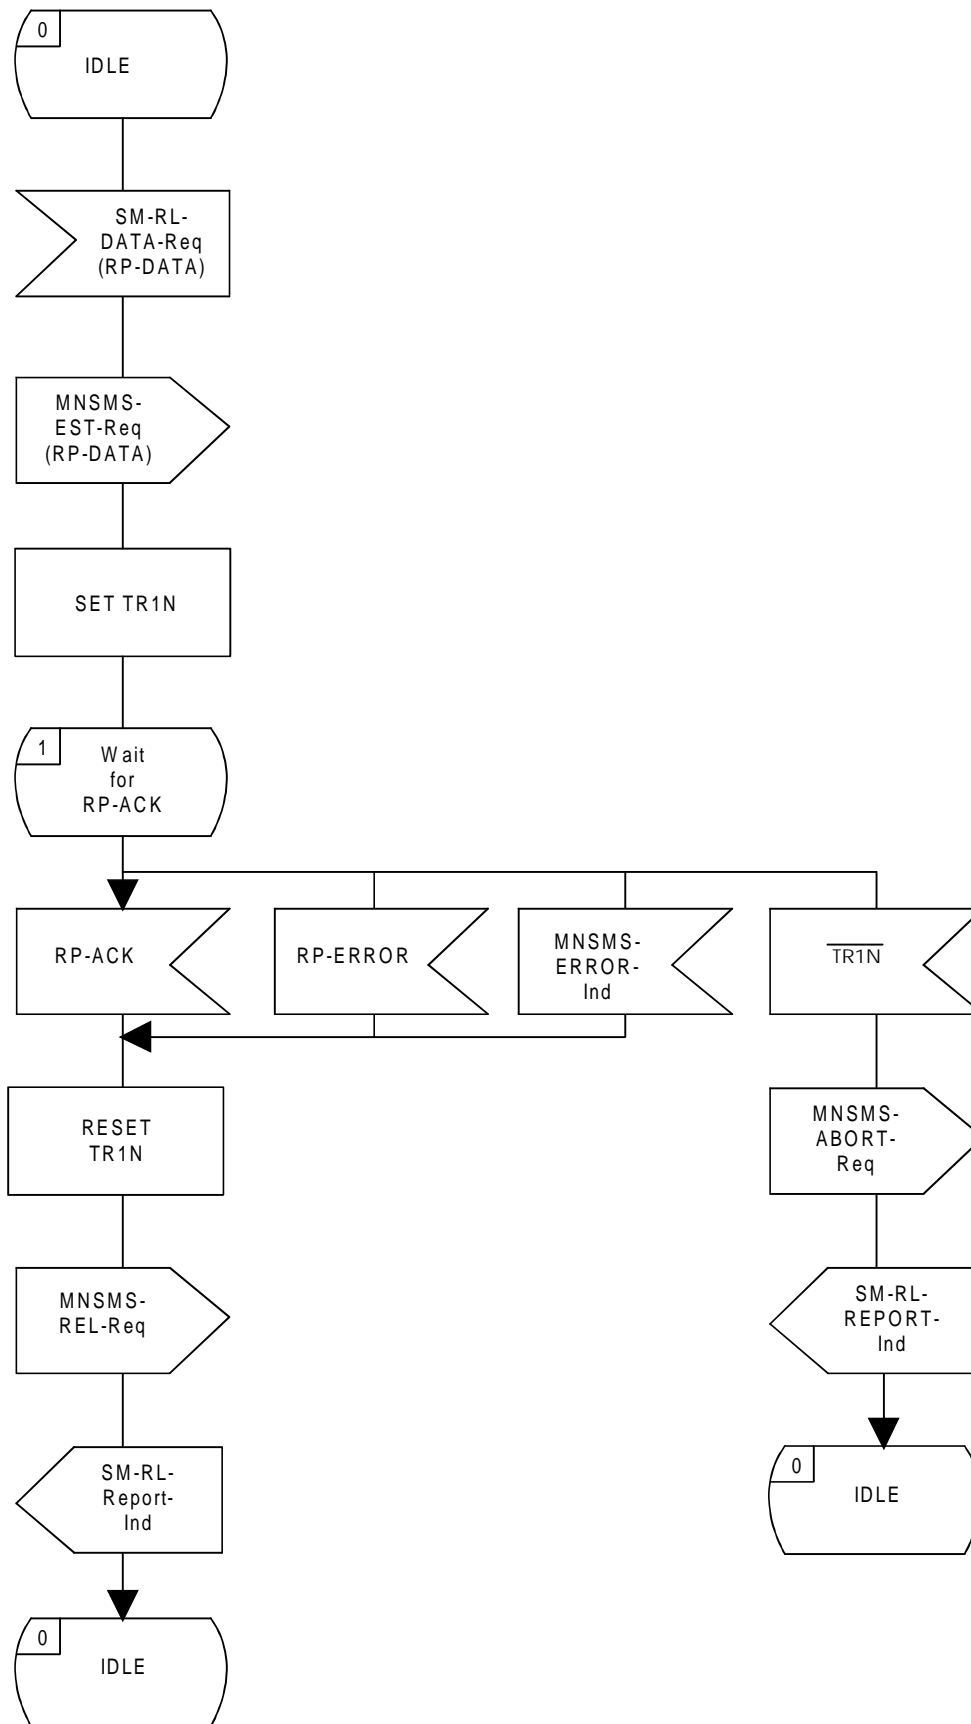 0
IDLE
SM-RL-
DATA-Req
(RP-DATA)
MNSMS-
EST-Req
(RP-DATA)
SET TR1N
1
Wait
for
RP-ACK
RP-ACK
RP-ERROR
MNSMS-
ERROR-
Ind
TR1N
RESET
TR1N
MNSMS-
ABORT-
Req
MNSMS-
REL-Req
SM-RL-
REPORT-
Ind
SM-RL-
Report-
Ind
0
IDLE
0
IDLE